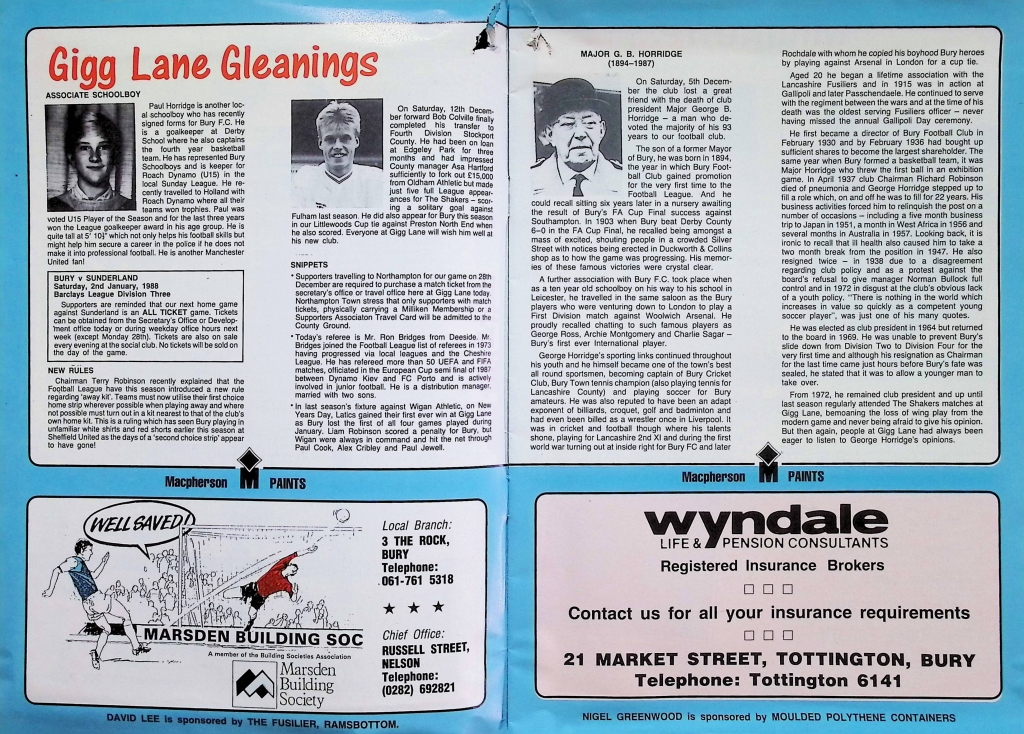 Gigg Lane Gleanings
ASSOCIATE SCHOOLBOY
Paul Horridge is another loc-
al schoolboy who has recently
signed forms for Bury F.C. He
is a goalkeeper at Derby
School where he also captains
the fourth year basketball
team. He has represented Bury
Schoolboys and is keeper for
Roach Dynamo (U15) in the
local Sunday League. He re-
cently travelled to Holland with
Roach Dynamo where all their
teams won trophies. Paul was
voted U15 Player of the Season and for the last three years
won the League goalkeeper award in his age group. He is
quite tall at 5' 10½" which not only helps his football skills but
might help him secure a career in the police if he does not
make it into professional football. He is another Manchester
United fan!
BURY v SUNDERLAND
Saturday, 2nd January, 1988
Barclays League Division Three
Supporters are reminded that our next home game
against Sunderland is an ALL TICKET game. Tickets
can be obtained from the Secretary's Office or Develop-
ment office today or during weekday office hours next
week (except Monday 28th). Tickets are also on sale
every evening at the social club. No tickets will be sold on
the day of the game.
NEW RULES
Chairman Terry Robinson recently explained that the
Football League have this season introduced a new rule
regarding 'away kit'. Teams must now utilise their first choice
home strip wherever possible when playing away and where
not possible must turn out in a kit nearest to that of the club's
own home kit. This is a ruling which has seen Bury playing in
unfamiliar white shirts and red shorts earlier this season at
Sheffield United as the days of a 'second choice strip' appear
to have gone!
On Saturday, 12th Decem-
ber forward Bob Colville finally
completed his transfer to
Fourth Division Stockport
County. He had been on loan
at Edgeley Park for three
months and had impressed
County manager Asa Hartford
sufficiently to fork out £15,000
from Oldham Athletic but made
just five full League appear-
ances for The Shakers – scor-
ing a solitary goal against
Fulham last season. He did also appear for Bury this season
in our Littlewoods Cup tie against Preston North End when
he also scored. Everyone at Gigg Lane will wish him well at
his new club.
SNIPPETS
* Supporters travelling to Northampton for our game on 28th
December are required to purchase a match ticket from the
secretary's office or travel office here at Gigg Lane today.
Northampton Town stress that only supporters with match
tickets, physically carrying a Milliken Membership or a
Supporters Associaton Travel Card will be admitted to the
County Ground.
* Today's referee is Mr. Ron Bridges from Deeside. Mr.
Bridges joined the Football League list of referees in 1973
having progressed via local leagues and the Cheshire
League. He has refereed more than 50 UEFA and FIFA
matches, officiated in the European Cup semi final of 1987
between Dynamo Kiev and FC Porto and is actively
involved in junior football. He is a distribution manager,
married with two sons.
* In last season's fixture against Wigan Athletic, on New
Years Day, Latics gained their first ever win at Gigg Lane
as Bury lost the first of all four games played during
January. Liam Robinson scored a penalty for Bury, but
Wigan were always in command and hit the net through
Paul Cook, Alex Cribley and Paul Jewell.
MAJOR G. B. HORRIDGE
(1894–1987)
On Saturday, 5th Decem-
ber the club lost a great
friend with the death of club
president Major George B.
Horridge – a man who de-
voted the majority of his 93
years to our football club.
The son of a former Mayor
of Bury, he was born in 1894,
the year in which Bury Foot-
ball Club gained promotion
for the very first time to the
Football League. And he
could recall sitting six years later in a nursery awaiting
the result of Bury's FA Cup Final success against
Southampton. In 1903 when Bury beat Derby County
6–0 in the FA Cup Final, he recalled being amongst a
mass of excited, shouting people in a crowded Silver
Street with notices being erected in Duckworth & Collins
shop as to how the game was progressing. His memor-
ies of these famous victories were crystal clear.
A further association with Bury F.C. took place when
as a ten year old schoolboy on his way to his school in
Leicester, he travelled in the same saloon as the Bury
players who were venturing down to London to play a
First Division match against Woolwich Arsenal. He
proudly recalled chatting to such famous players as
George Ross, Archie Montgomery and Charlie Sagar –
Bury's first ever International player.
George Horridge's sporting links continued throughout
his youth and he himself became one of the town's best
all round sportsmen, becoming captain of Bury Cricket
Club, Bury Town tennis champion (also playing tennis for
Lancashire County) and playing soccer for Bury
Amateurs. He was also reputed to have been an adept
exponent of billiards, croquet, golf and badminton and
had even been billed as a wrestler once in Liverpool. It
was in cricket and football though where his talents
shone, playing for Lancashire 2nd XI and during the first
world war turning out at inside right for Bury FC and later
Rochdale with whom he copied his boyhood Bury heroes
by playing against Arsenal in London for a cup tie.
Aged 20 he began a lifetime association with the
Lancashire Fusiliers and in 1915 was in action at
Gallipoli and later Passchendaele. He continued to serve
with the regiment between the wars and at the time of his
death was the oldest serving Fusiliers officer – never
having missed the annual Gallipoli Day ceremony.
He first became a director of Bury Football Club in
February 1930 and by February 1936 had bought up
sufficient shares to become the largest shareholder. The
same year when Bury formed a basketball team, it was
Major Horridge who threw the first ball in an exhibition
game. In April 1937 club Chairman Richard Robinson
died of pneumonia and George Horridge stepped up to
fill a role which, on and off he was to fill for 22 years. His
business activities forced him to relinquish the post on a
number of occasions – including a five month business
trip to Japan in 1951, a month in West Africa in 1956 and
several months in Australia in 1957. Looking back, it is
ironic to recall that ill health also caused him to take a
two month break from the position in 1947. He also
resigned twice – in 1938 due to a disagreement
regarding club policy and as a protest against the
board's refusal to give manager Norman Bullock full
control and in 1972 in disgust at the club's obvious lack
of a youth policy. "There is nothing in the world which
increases in value so quickly as a competent young
soccer player", was just one of his many quotes.
He was elected as club president in 1964 but returned
to the board in 1969. He was unable to prevent Bury's
slide down from Division Two to Division Four for the
very first time and although his resignation as Chairman
for the last time came just hours before Bury's fate was
sealed, he stated that it was to allow a younger man to
take over.
From 1972, he remained club president and up until
last season regularly attended The Shakers matches at
Gigg Lane, bemoaning the loss of wing play from the
modern game and never being afraid to give his opinion.
But then again, people at Gigg Lane had always been
eager to listen to George Horridge's opinions.
Macpherson M PAINTS
Macpherson M PAINTS
WELL SAVED!
MARSDEN BUILDING SOC
A member of the Building Societies Association
Marsden
Building
Society
Local Branch:
3 THE ROCK,
BURY
Telephone:
061-761 5318
Chief Office:
RUSSELL STREET,
NELSON
Telephone:
(0282) 692821
DAVID LEE is sponsored by THE FUSILIER, RAMSBOTTOM.
wyndale
LIFE & PENSION CONSULTANTS
Registered Insurance Brokers
Contact us for all your insurance requirements
21 MARKET STREET, TOTTINGTON, BURY
Telephone: Tottington 6141
NIGEL GREENWOOD is sponsored by MOULDED POLYTHENE CONTAINERS